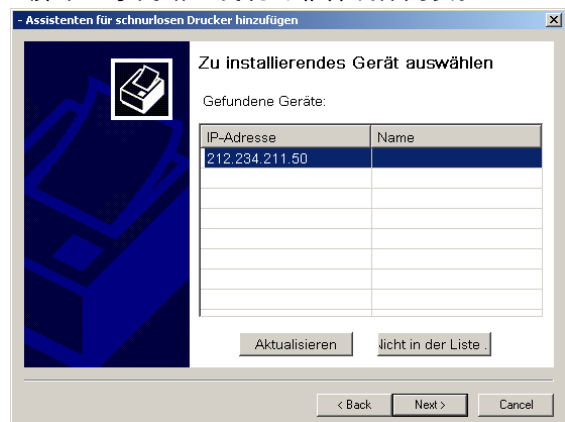 - Assistenten für schnurlosen Drucker hinzufügen
Zu installierendes Gerät auswählen
Gefundene Geräte:
IP-Adresse Name
212.234.211.50
Aktualisieren Nicht in der Liste .
< Back Next > Cancel